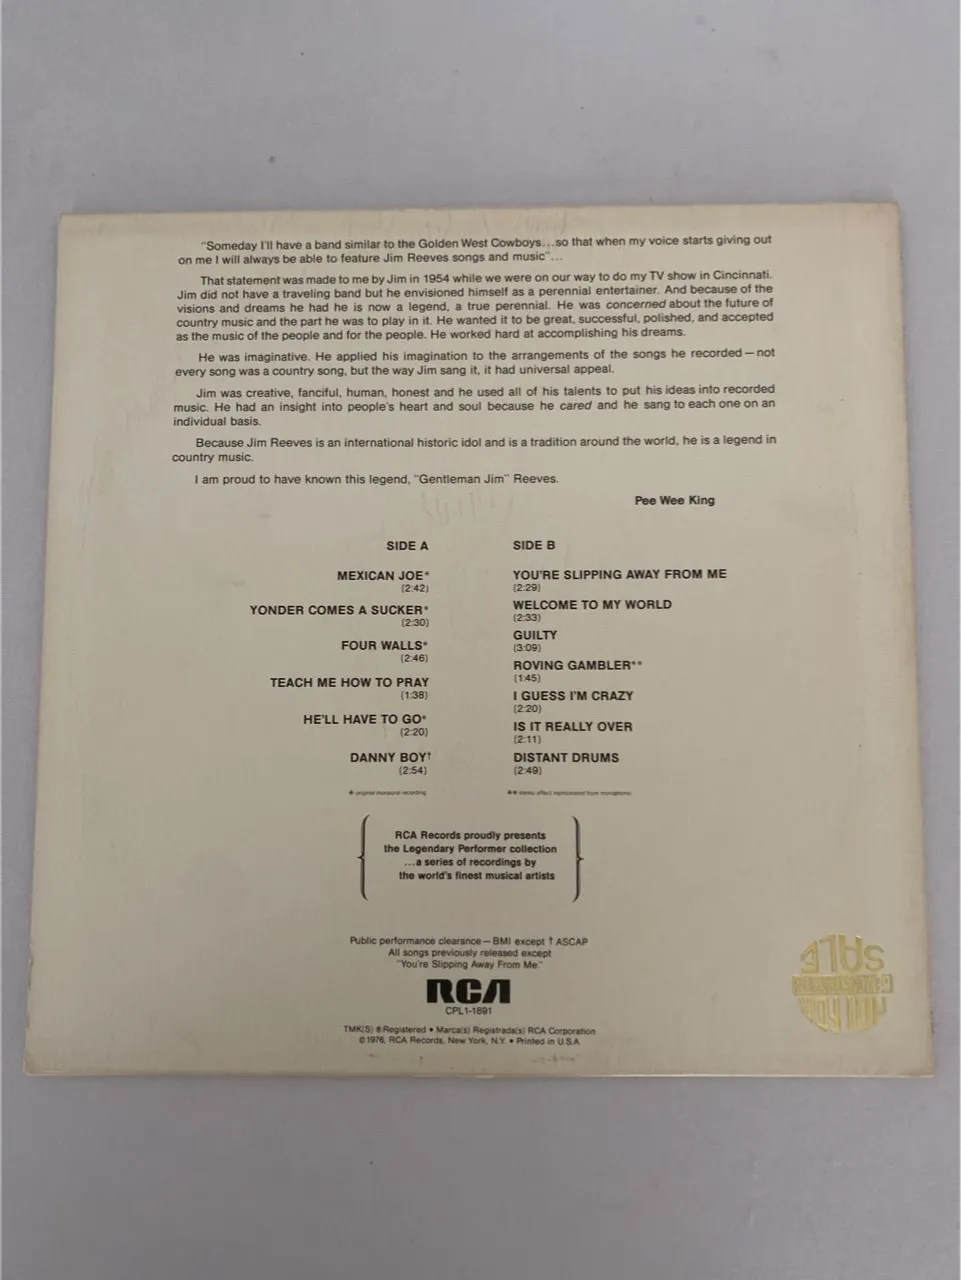 "Someday I'll have a band similar to the Golden West Cowboys...so that when my voice starts giving out
on me I will always be able to feature Jim Reeves songs and music"...
That statement was made to me by Jim in 1954 while we were on our way to do my TV show in Cincinnati.
Jim did not have a traveling band but he envisioned himself as a perennial entertainer. And because of the
visions and dreams he had he is now a legend, a true perennial. He was concerned about the future of
country music and the part he was to play in it. He wanted it to be great, successful, polished, and accepted
as the music of the people and for the people. He worked hard at accomplishing his dreams.
He was imaginative. He applied his imagination to the arrangements of the songs he recorded—not
every song was a country song, but the way Jim sang it, it had universal appeal.
Jim was creative, fanciful, human, honest and he used all of his talents to put his ideas into recorded
music. He had an insight into people's heart and soul because he cared and he sang to each one on an
individual basis.
Because Jim Reeves is an international historic idol and is a tradition around the world, he is a legend in
country music.
I am proud to have known this legend, "Gentleman Jim" Reeves.
Pee Wee King
SIDE A
MEXICAN JOE*
(2:42)
YONDER COMES A SUCKER*
(2:30)
FOUR WALLS*
(2:46)
TEACH ME HOW TO PRAY
(1:38)
HE'LL HAVE TO GO*
(2:20)
DANNY BOY†
(2:54)
* original monaural recording
SIDE B
YOU'RE SLIPPING AWAY FROM ME
(2:29)
WELCOME TO MY WORLD
(2:33)
GUILTY
(3:09)
ROVING GAMBLER**
(1:45)
I GUESS I'M CRAZY
(2:20)
IS IT REALLY OVER
(2:11)
DISTANT DRUMS
(2:49)
** stereo effect reprocessed from monophonic
RCA Records proudly presents
the Legendary Performer collection
...a series of recordings by
the world's finest musical artists
Public performance clearance—BMI except † ASCAP
All songs previously released except
"You're Slipping Away From Me."
RCA
CPL1-1891
TMK(S) ® Registered • Marca(s) Registrada(s) RCA Corporation
© 1976, RCA Records, New York, N.Y. • Printed in U.S.A.
SALE